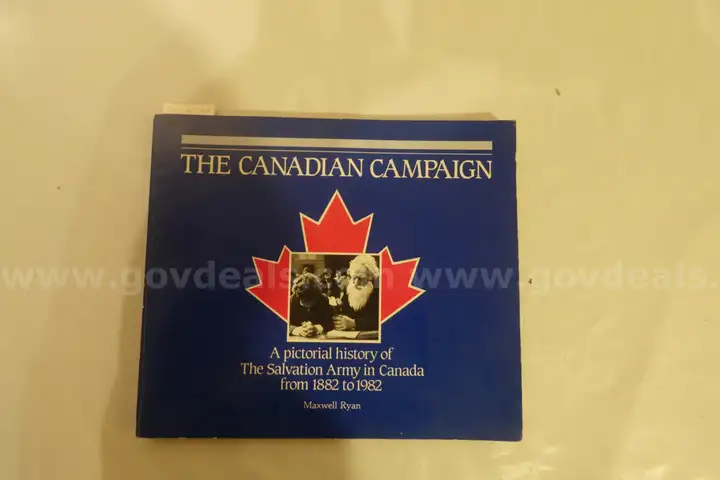 THE CANADIAN CAMPAIGN
www.govdeals.com www.govdeals.
A pictorial history of
The Salvation Army in Canada
from 1882 to 1982
Maxwell Ryan